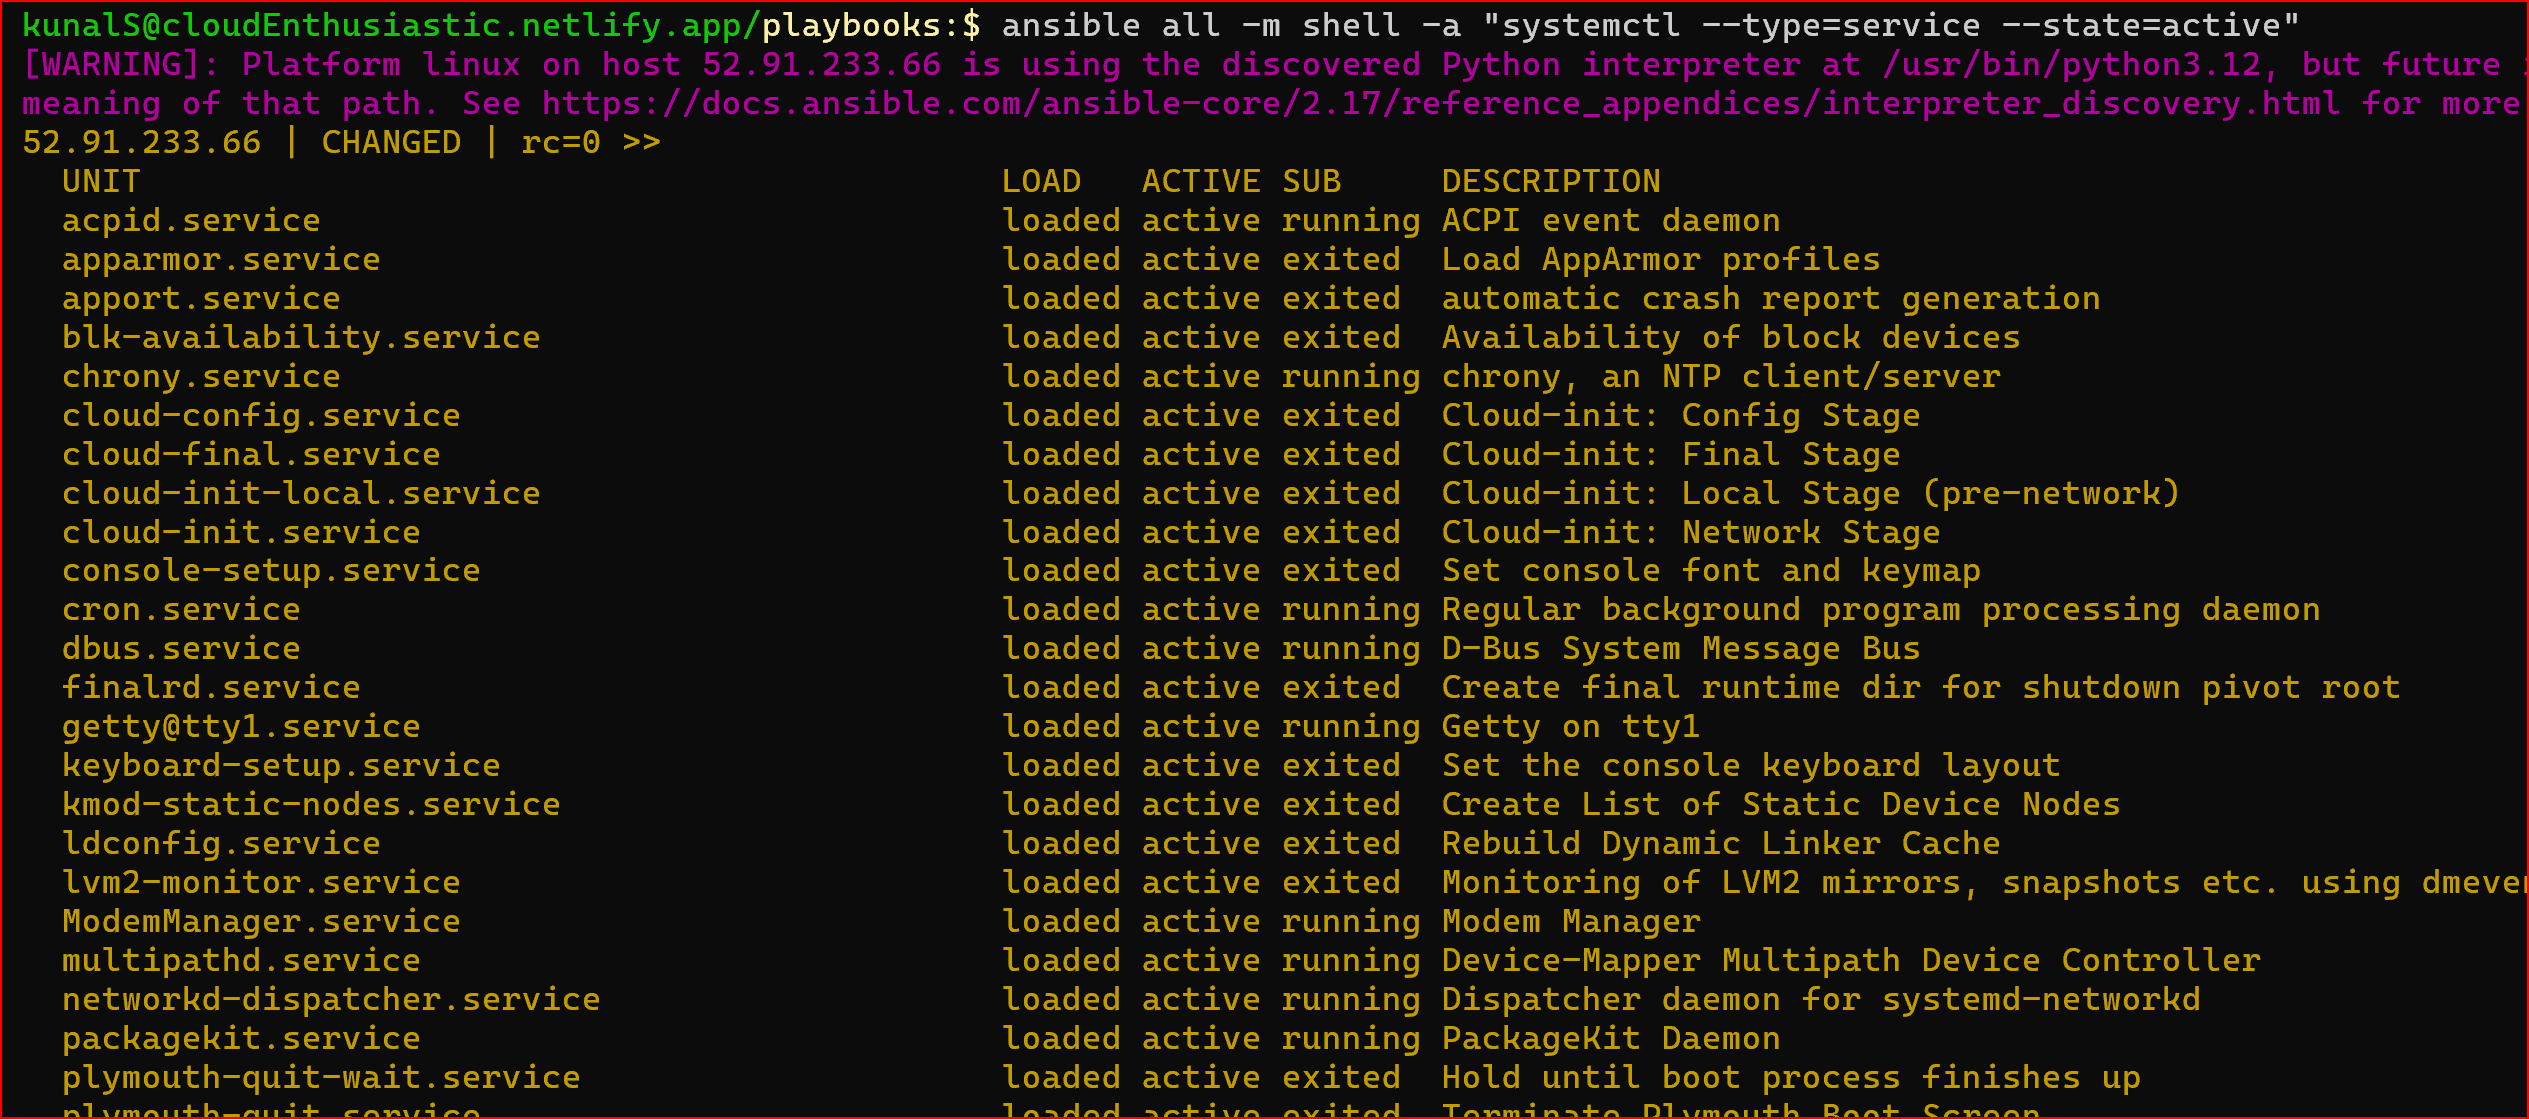 kunalS@cloudEnthusiastic.netlify.app/playbooks:$ ansible all -m shell -a "systemctl --type=service --state=active"
[WARNING]: Platform linux on host 52.91.233.66 is using the discovered Python interpreter at /usr/bin/python3.12, but future
meaning of that path. See https://docs.ansible.com/ansible-core/2.17/reference_appendices/interpreter_discovery.html for more
52.91.233.66 | CHANGED | rc=0 >>
UNIT LOAD ACTIVE SUB DESCRIPTION
acpid.service loaded active running ACPI event daemon
apparmor.service loaded active exited Load AppArmor profiles
apport.service loaded active exited automatic crash report generation
blk-availability.service loaded active exited Availability of block devices
chrony.service loaded active running chrony, an NTP client/server
cloud-config.service loaded active exited Cloud-init: Config Stage
cloud-final.service loaded active exited Cloud-init: Final Stage
cloud-init-local.service loaded active exited Cloud-init: Local Stage (pre-network)
cloud-init.service loaded active exited Cloud-init: Network Stage
console-setup.service loaded active exited Set console font and keymap
cron.service loaded active running Regular background program processing daemon
dbus.service loaded active running D-Bus System Message Bus
finalrd.service loaded active exited Create final runtime dir for shutdown pivot root
getty@tty1.service loaded active running Getty on tty1
keyboard-setup.service loaded active exited Set the console keyboard layout
kmod-static-nodes.service loaded active exited Create List of Static Device Nodes
ldconfig.service loaded active exited Rebuild Dynamic Linker Cache
lvm2-monitor.service loaded active exited Monitoring of LVM2 mirrors, snapshots etc. using
ModemManager.service loaded active running Modem Manager
multipathd.service loaded active running Device-Mapper Multipath Device Controller
networkd-dispatcher.service loaded active running Dispatcher daemon for systemd-networkd
packagekit.service loaded active running PackageKit Daemon
plymouth-quit-wait.service loaded active exited Hold until boot process finishes up
plymouth-quit.service loaded active exited Terminate Plymouth Boot Screen